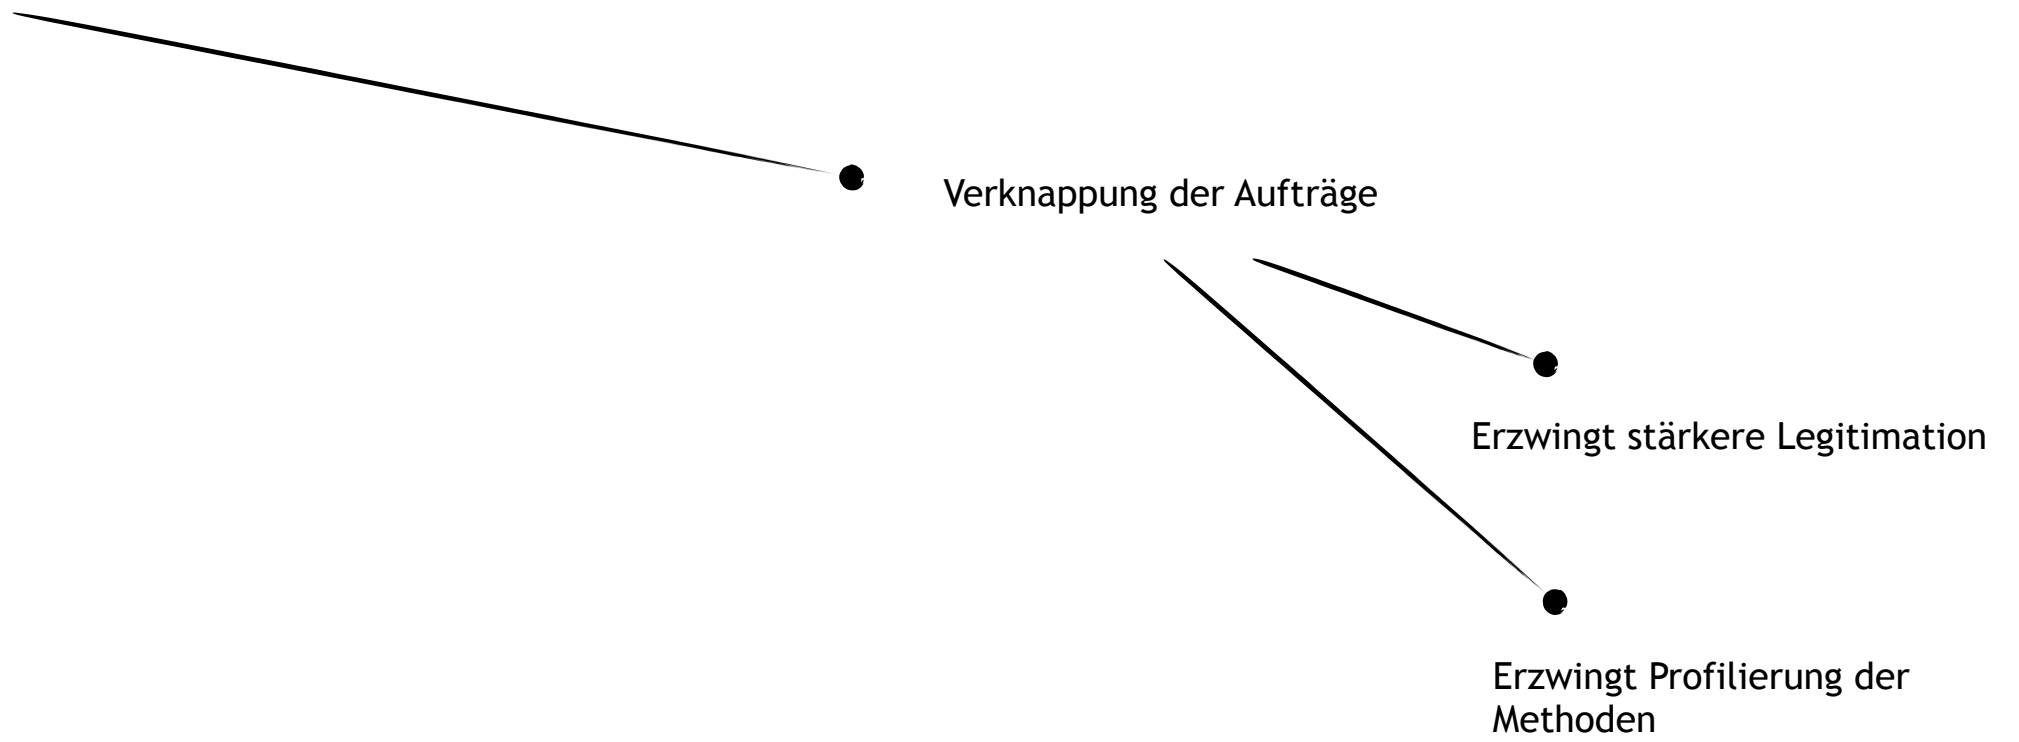 Verknappung der Aufträge
Erzwingt stärkere Legitimation
Erzwingt Profilierung der
Methoden